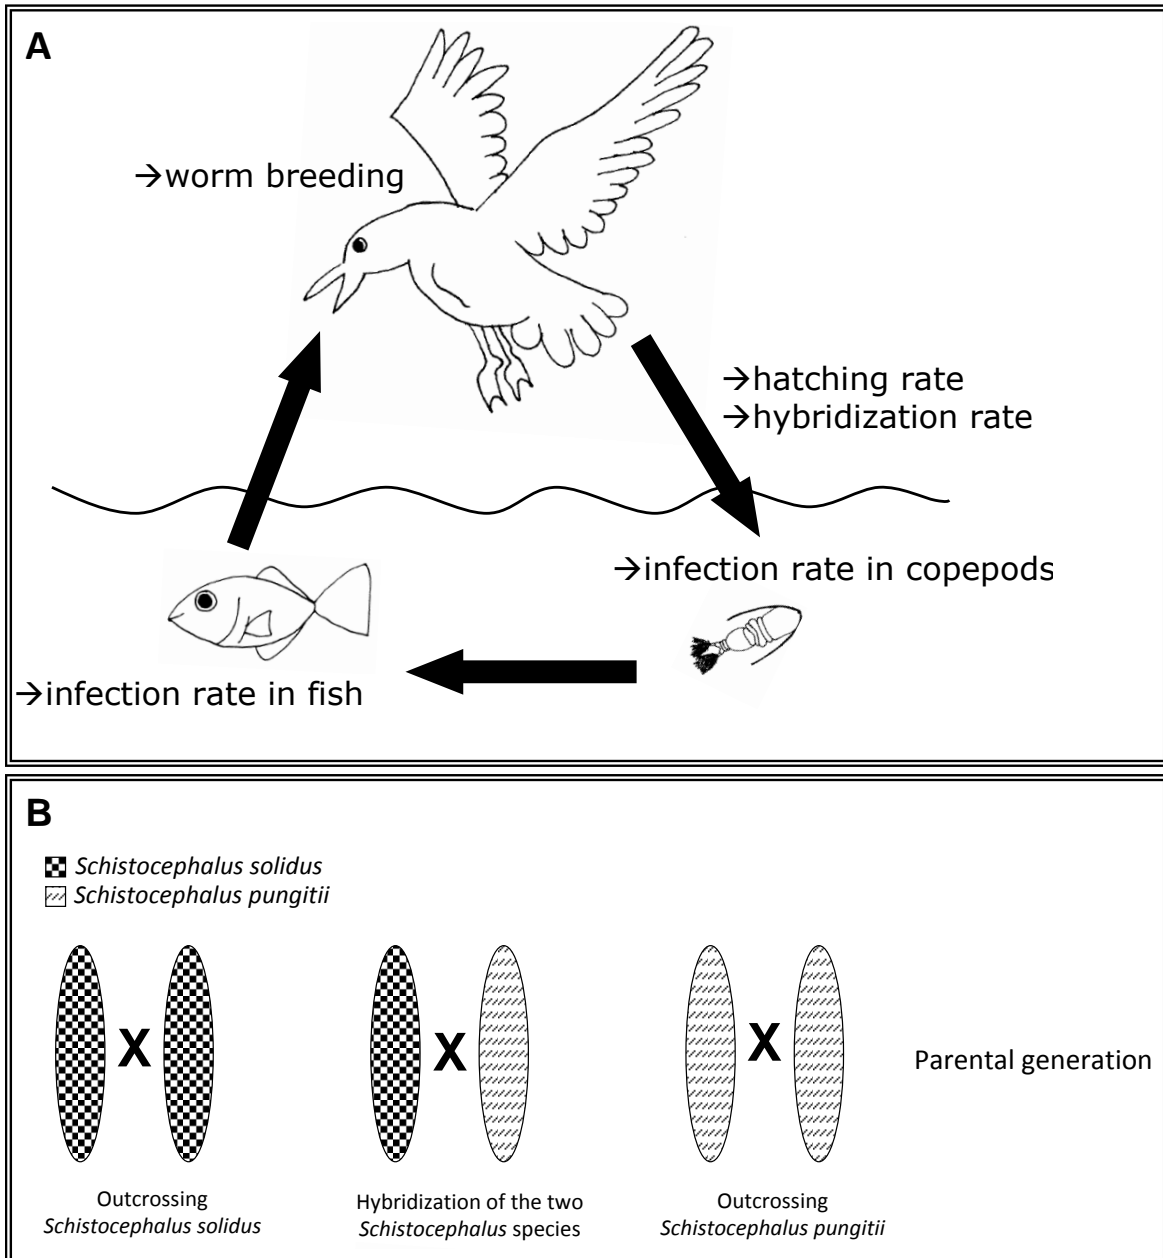 A
→worm breeding
→hatching rate
→hybridization rate
→infection rate in copepods
→infection rate in fish
B
Schistocephalus solidus
Schistocephalus pungitii
X X X
Parental generation
Outcrossing
Schistocephalus solidus
Hybridization of the two
Schistocephalus species
Outcrossing
Schistocephalus pungitii